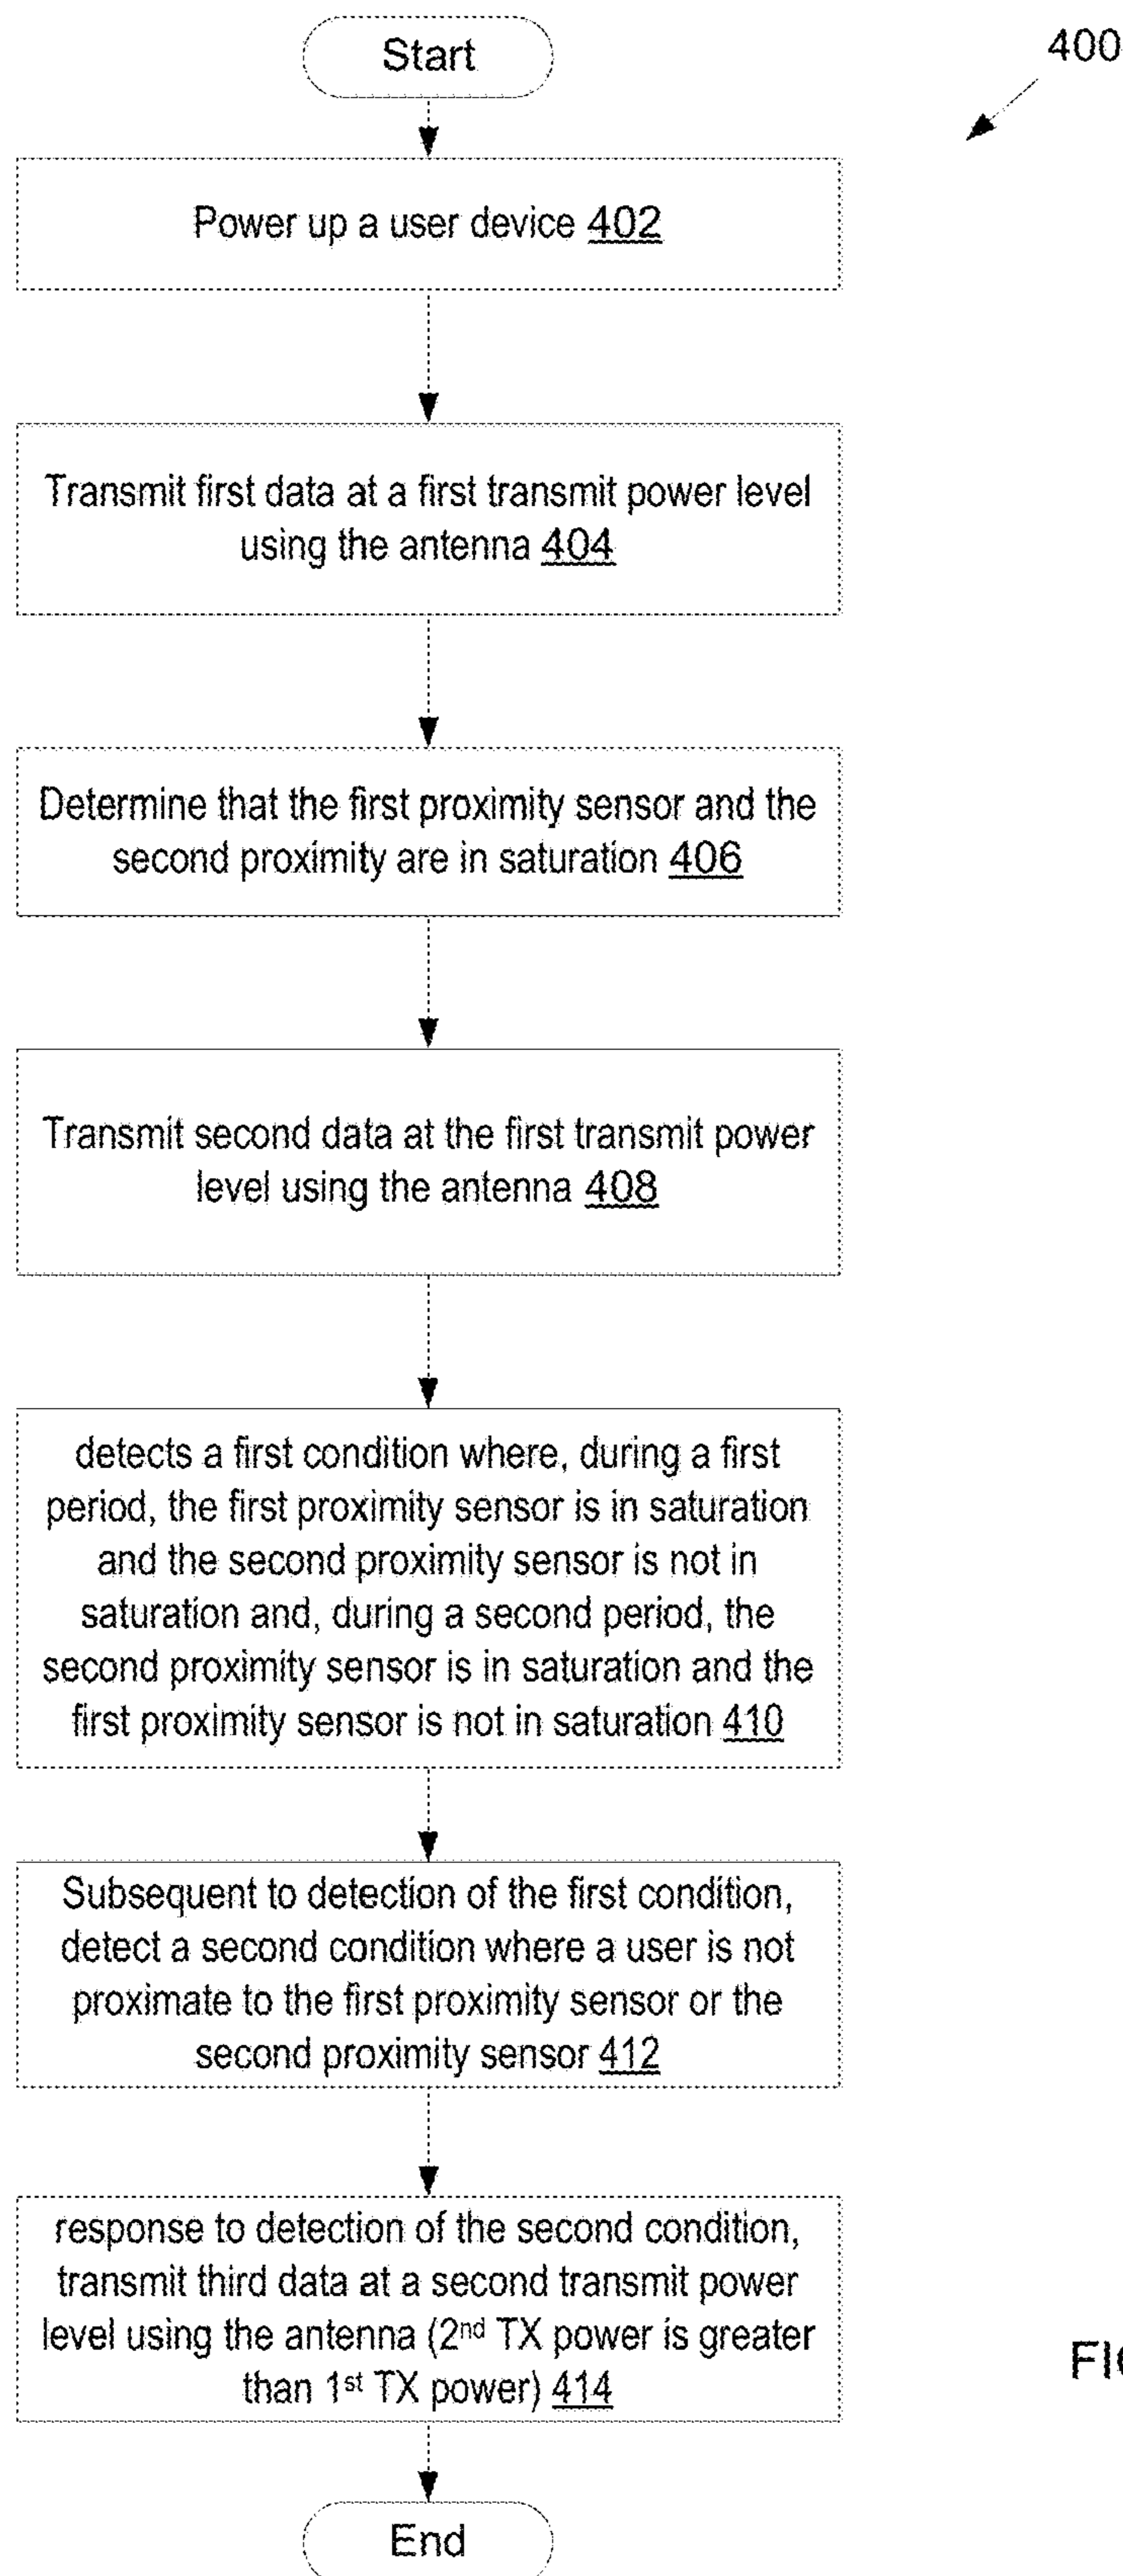 Start
400
Power up a user device 402
Transmit first data at a first transmit power level
using the antenna 404
Determine that the first proximity sensor and the
second proximity are in saturation 406
Transmit second data at the first transmit power
level using the antenna 408
detects a first condition where, during a first
period, the first proximity sensor is in saturation
and the second proximity sensor is not in
saturation and, during a second period, the
second proximity sensor is in saturation and the
first proximity sensor is not in saturation 410
Subsequent to detection of the first condition,
detect a second condition where a user is not
proximate to the first proximity sensor or the
second proximity sensor 412
response to detection of the second condition,
transmit third data at a second transmit power
level using the antenna (2nd TX power is greater
than 1st TX power) 414
End